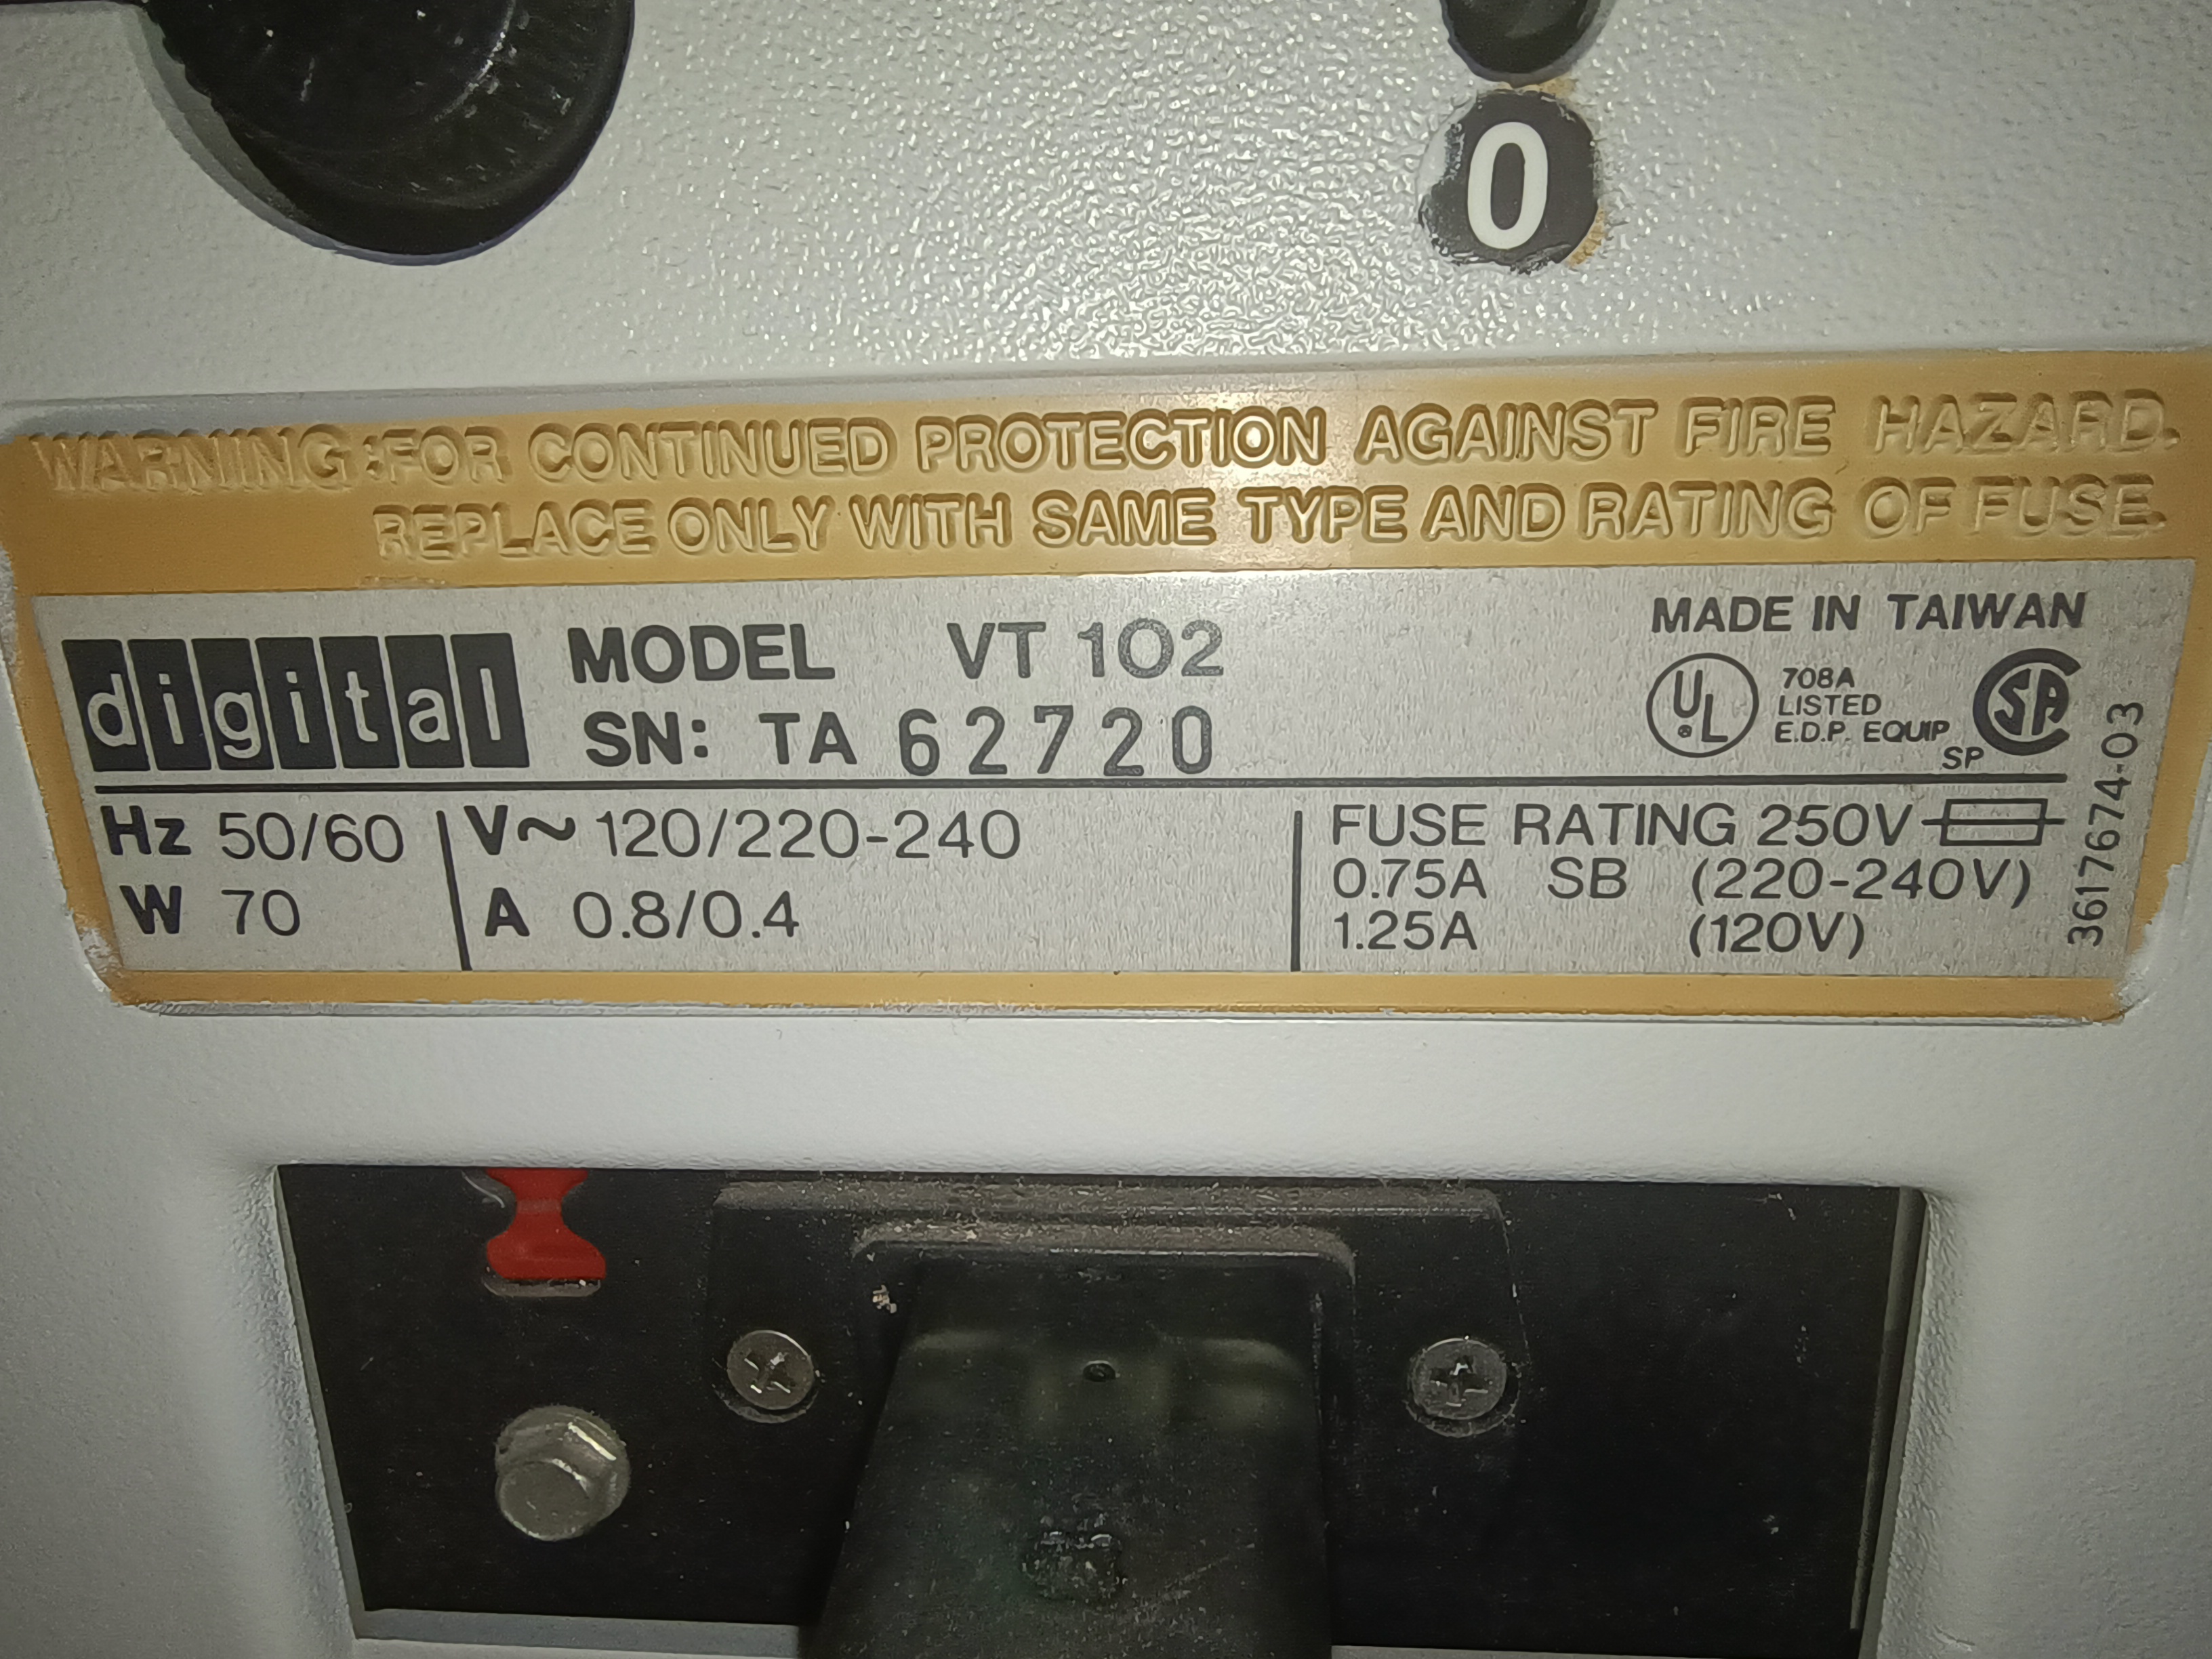 0
WARNING:FOR CONTINUED PROTECTION AGAINST FIRE HAZARD.
REPLACE ONLY WITH SAME TYPE AND RATING OF FUSE.
digital
MODEL VT 102
SN: TA 62720
MADE IN TAIWAN
UL
708A
LISTED
E.D.P. EQUIP
SP
SA
Hz 50/60
W 70
V~ 120/220-240
A 0.8/0.4
FUSE RATING 250V
0.75A SB (220-240V)
1.25A (120V)
3617674-03